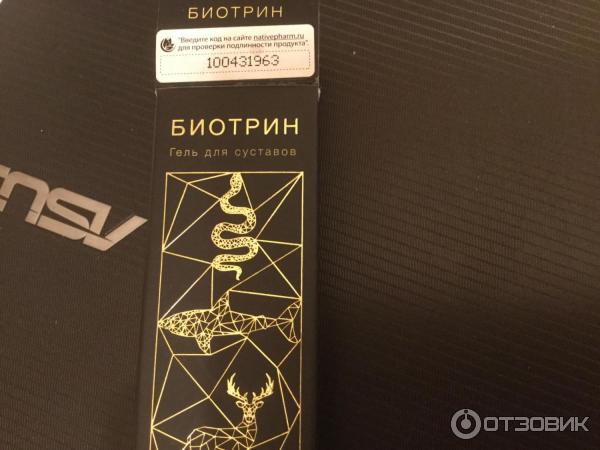 БИОТРИН
"Введите код на сайте nativepharm.ru
для проверки подлинности продукта".
100431963
БИОТРИН
Гель для суставов
ASUS
ОТЗОВИК